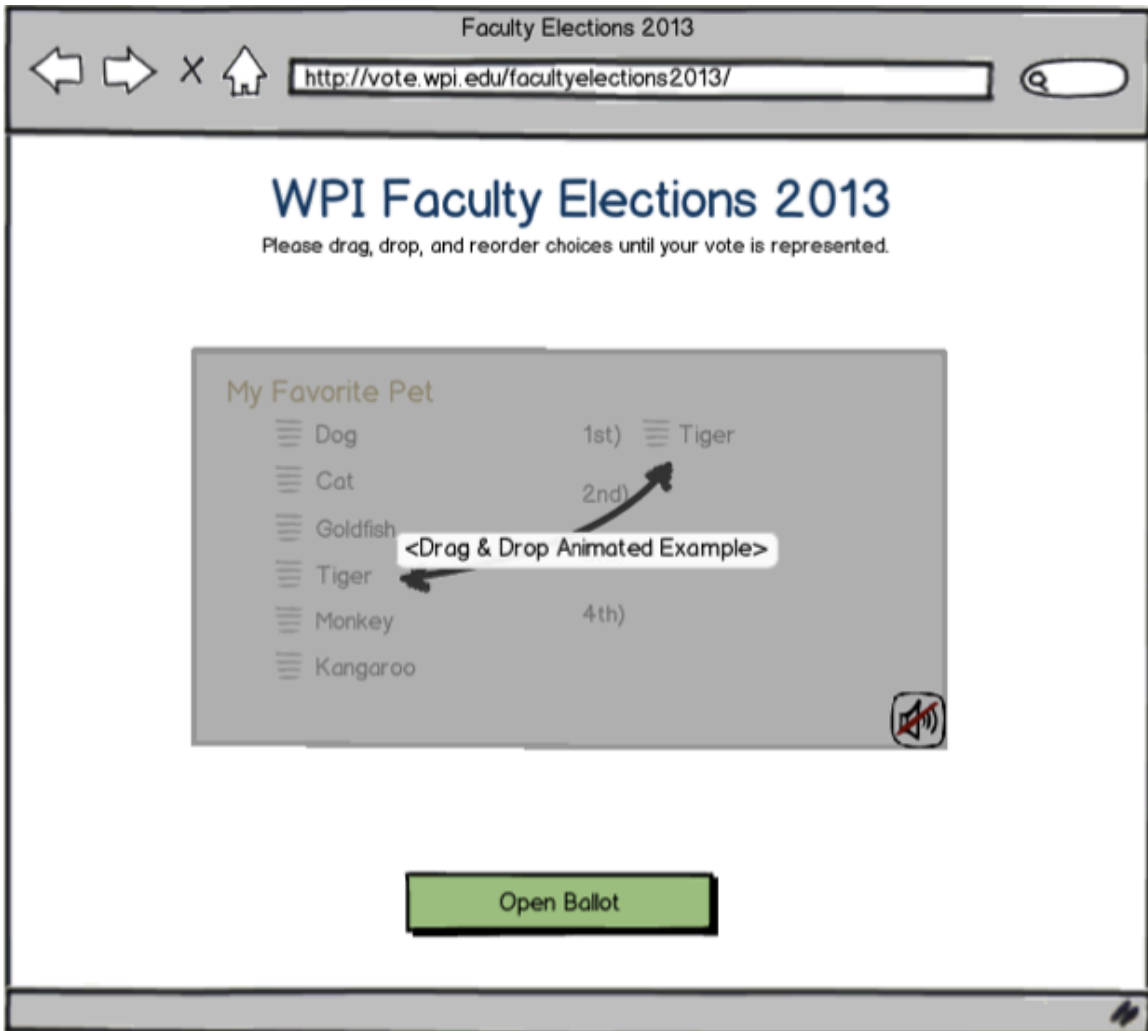 Faculty Elections 2013
http://vote.wpi.edu/facultyelections2013/
WPI Faculty Elections 2013
Please drag, drop, and reorder choices until your vote is represented.
My Favorite Pet
Dog
1st) Tiger
Cat
2nd)
Goldfish
<Drag & Drop Animated Example>
Tiger
Monkey
4th)
Kangaroo
Open Ballot